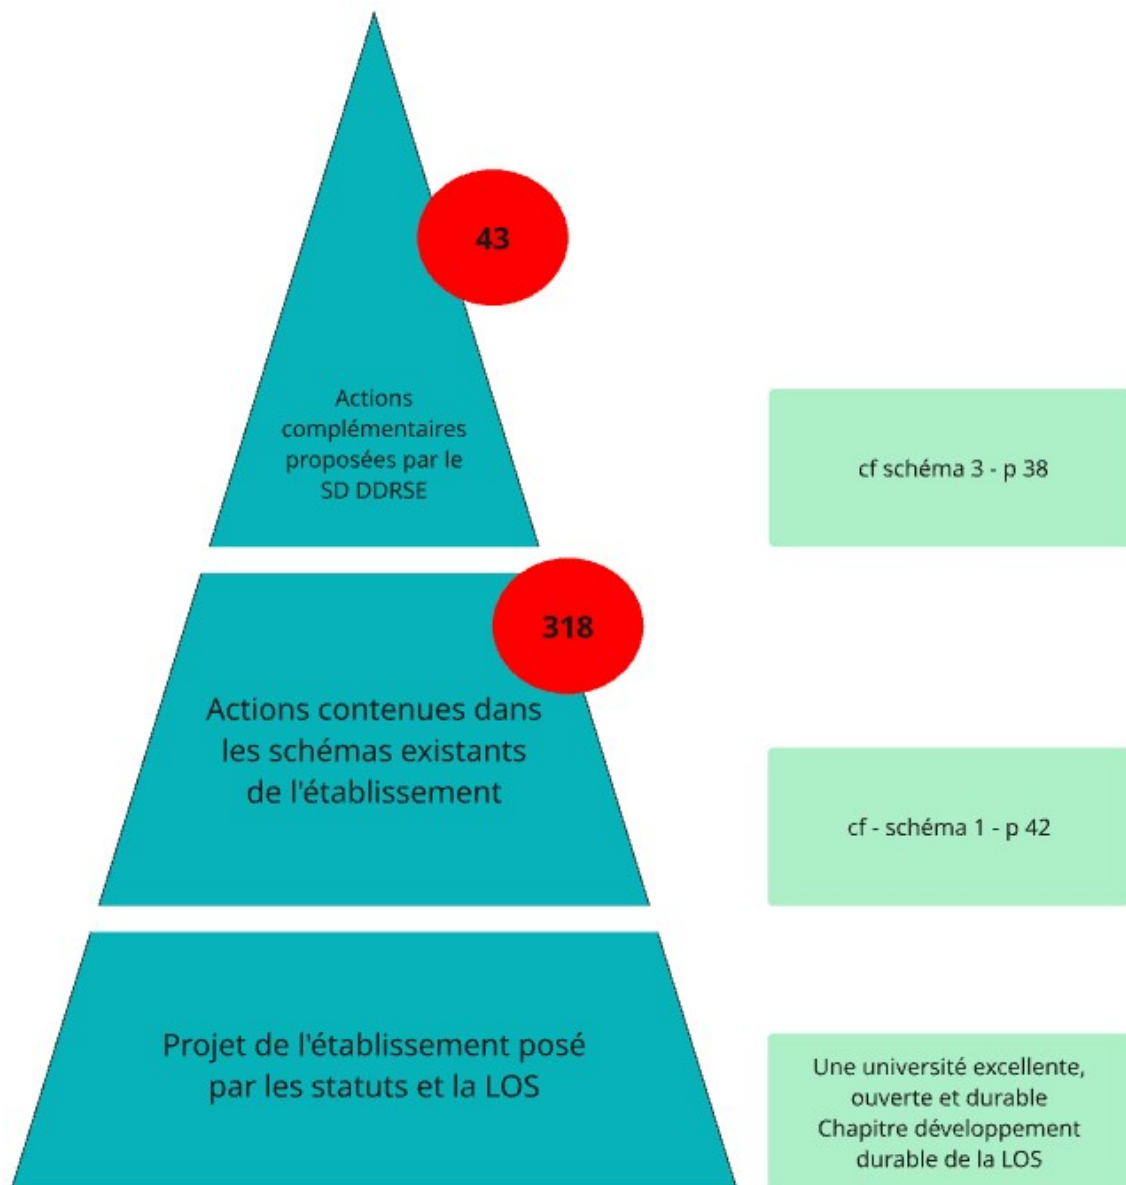 43
Actions
complémentaires
proposées par le
SD DDRSE
cf schéma 3 - p 38
318
Actions contenues dans
les schémas existants
de l'établissement
cf - schéma 1 - p 42
Projet de l'établissement posé
par les statuts et la LOS
Une université excellente,
ouverte et durable
Chapitre développement
durable de la LOS